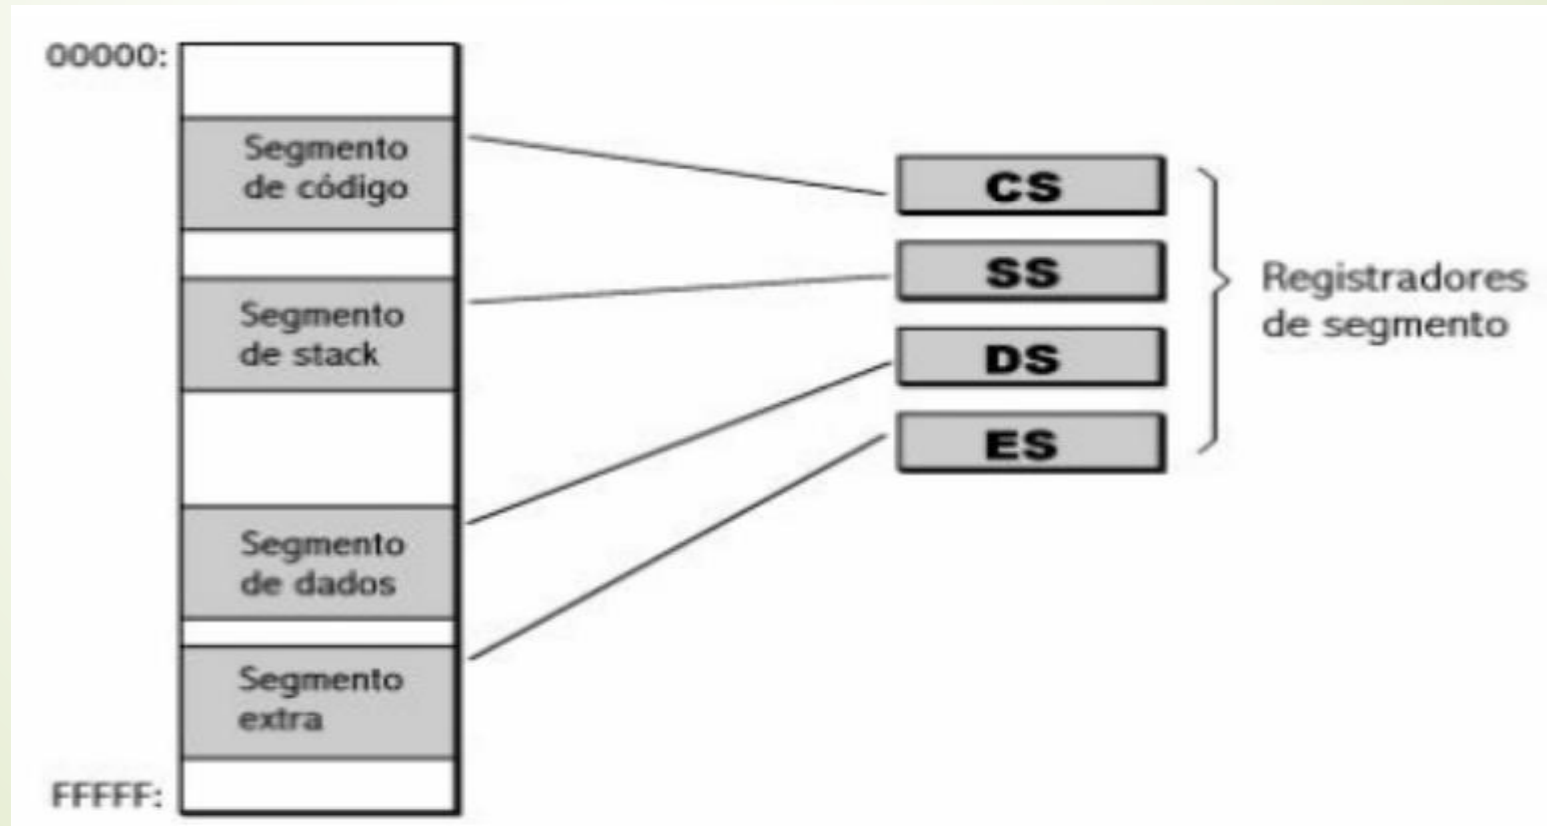 00000:
Segmento
de código
Segmento
de stack
Segmento
de dados
Segmento
extra
FFFFF:
CS
SS
DS
ES
Registradores
de segmento